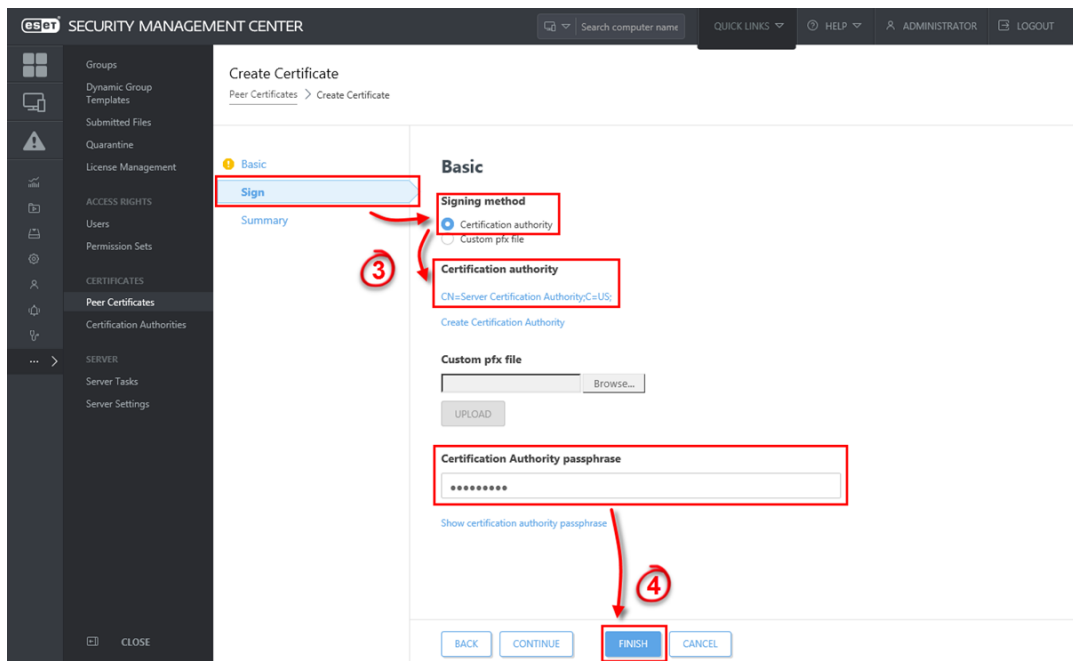 eset SECURITY MANAGEMENT CENTER
Search computer name
QUICK LINKS
HELP
ADMINISTRATOR
LOGOUT
Groups
Dynamic Group
Templates
Submitted Files
Quarantine
License Management
ACCESS RIGHTS
Users
Permission Sets
CERTIFICATES
Peer Certificates
Certification Authorities
SERVER
Server Tasks
Server Settings
CLOSE
Create Certificate
Peer Certificates > Create Certificate
Basic
Sign
Summary
Basic
Signing method
Certification authority
Custom pfx file
3
Certification authority
CN=Server Certification Authority;C=US;
Create Certification Authority
Custom pfx file
Browse...
UPLOAD
Certification Authority passphrase
•••••••••
Show certification authority passphrase
4
BACK
CONTINUE
FINISH
CANCEL